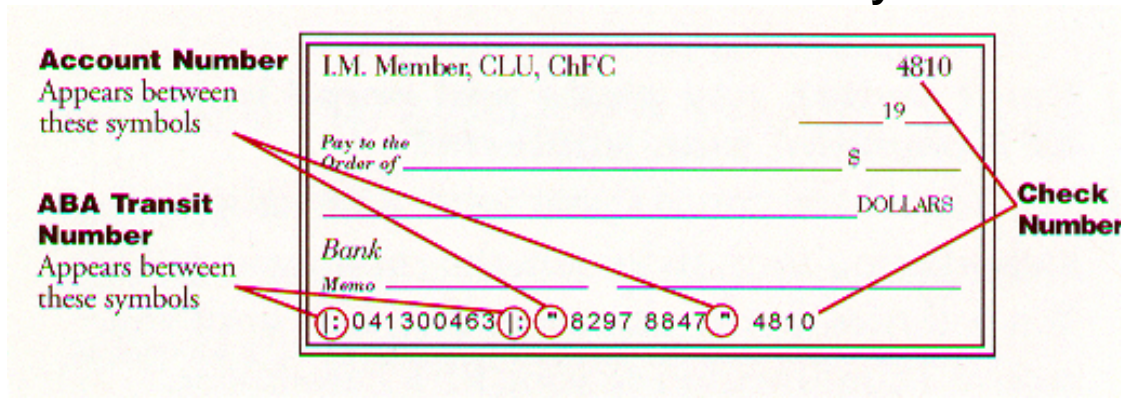 Account Number
Appears between
these symbols
ABA Transit
Number
Appears between
these symbols
I.M. Member, CLU, ChFC 4810
19
Pay to the
Order of $
DOLLARS
Bank
Memo
|:041300463|: " 8297 8847 " 4810
Check
Number